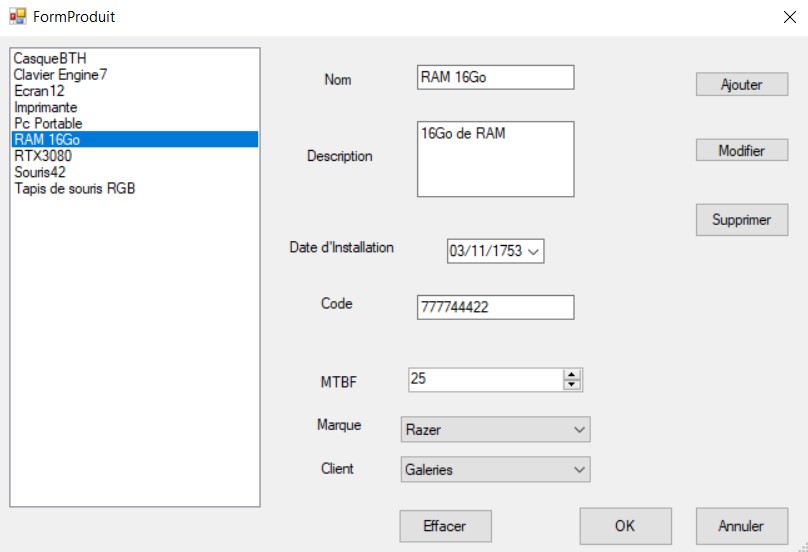 FormProduit
CasqueBTH
Clavier Engine7
Ecran12
Imprimante
Pc Portable
RAM 16Go
RTX3080
Souris42
Tapis de souris RGB
Nom
RAM 16Go
Ajouter
Description
16Go de RAM
Modifier
Supprimer
Date d'Installation
03/11/1753
Code
777744422
MTBF
25
Marque
Razer
Client
Galeries
Effacer
OK
Annuler